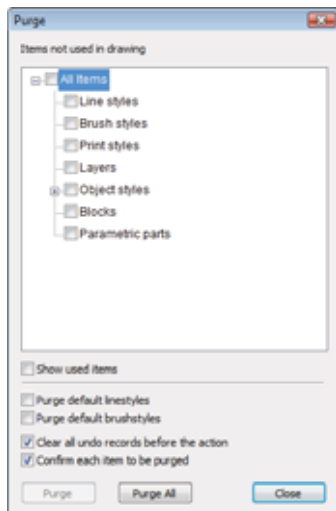 Purge
Items not used in drawing
All Items
Line styles
Brush styles
Print styles
Layers
Object styles
Blocks
Parametric parts
Show used items
Purge default linestyles
Purge default brushstyles
Clear all undo records before the action
Confirm each item to be purged
Purge Purge All Close